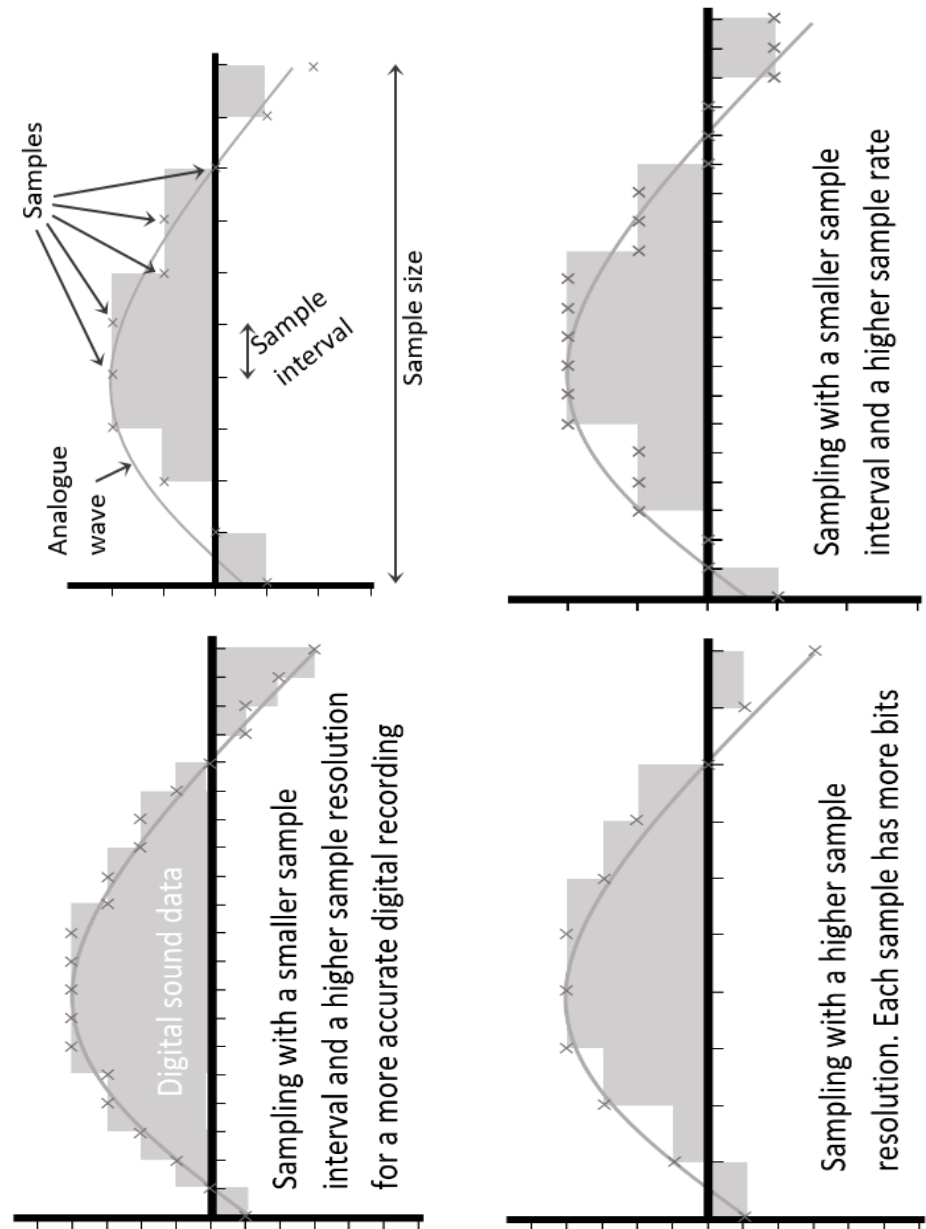 Samples
Analogue
wave
Sample
interval
Sample size
Sampling with a smaller sample
interval and a higher sample rate
Digital sound data
Sampling with a smaller sample
interval and a higher sample resolution
for a more accurate digital recording
Sampling with a higher sample
resolution. Each sample has more bits